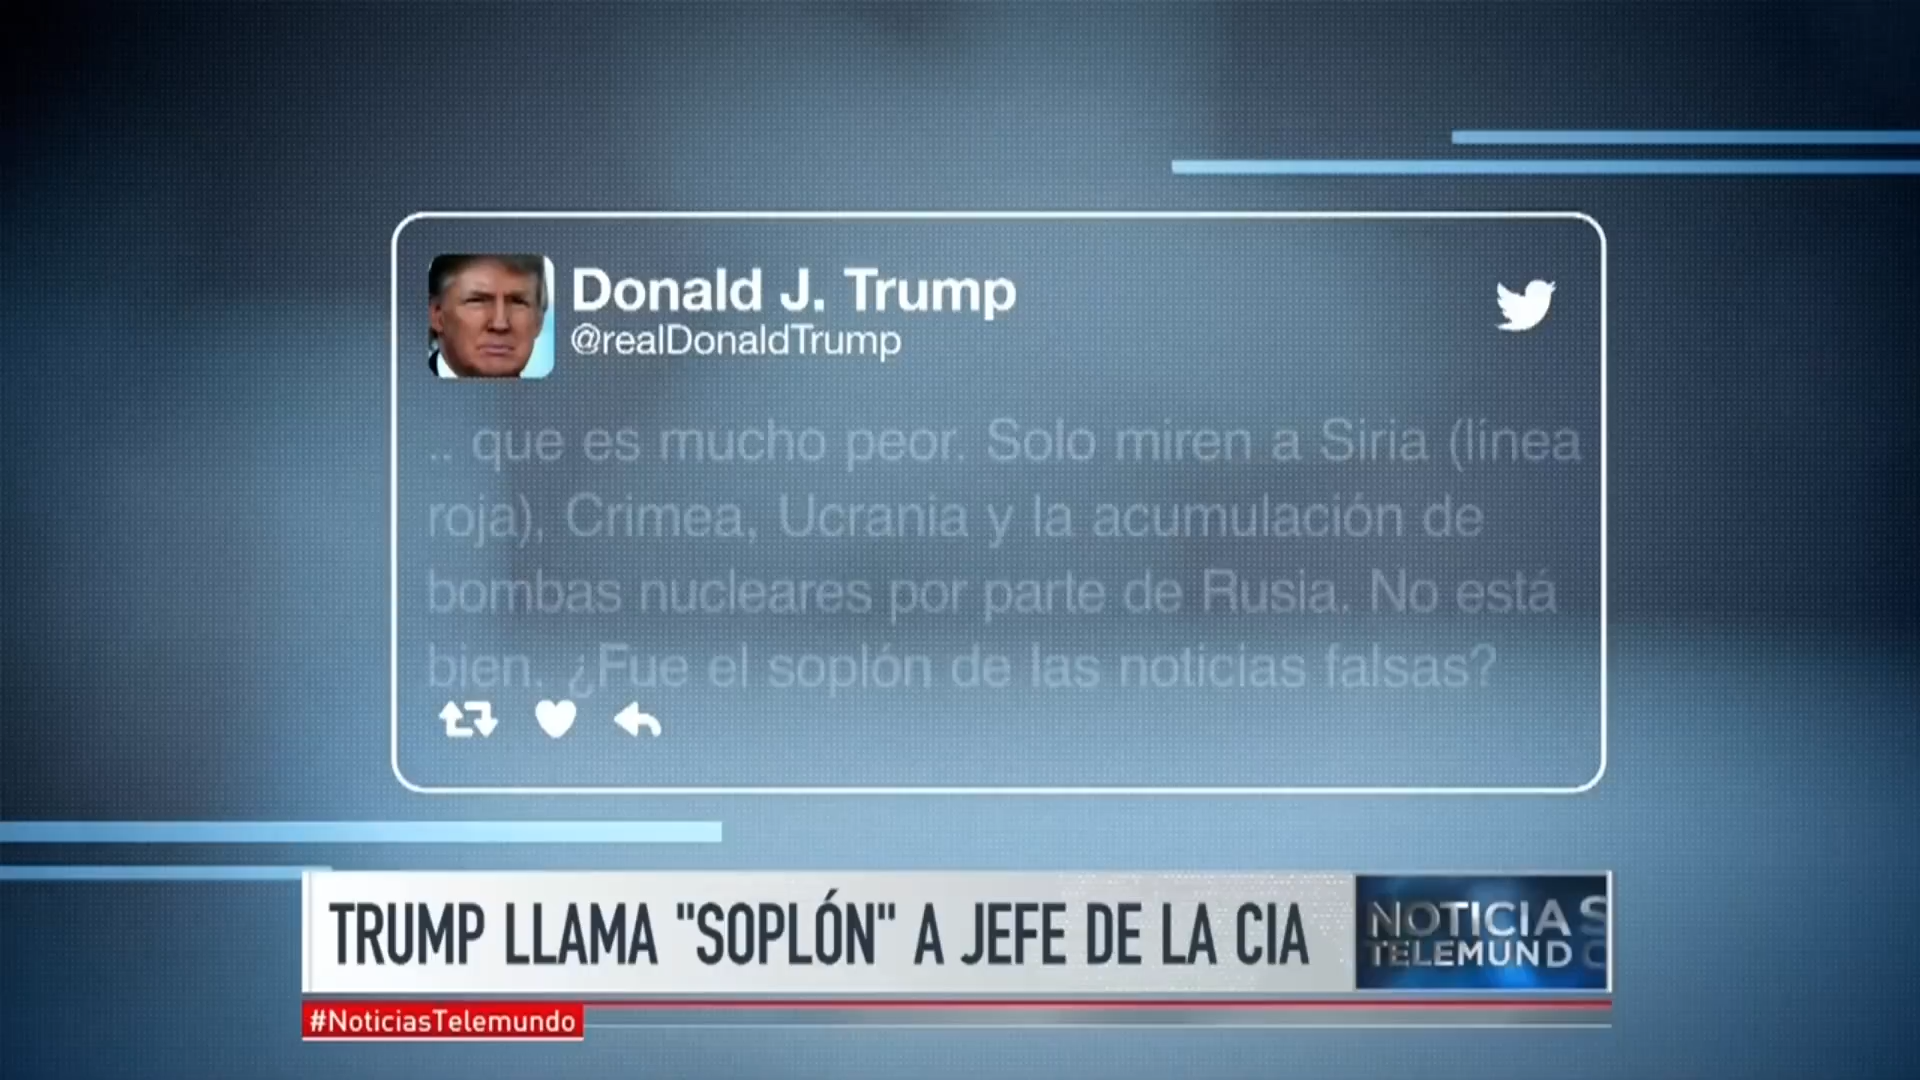 Donald J. Trump
@realDonaldTrump
.. que es mucho peor. Solo miren a Siria (línea
roja), Crimea, Ucrania y la acumulación de
bombas nucleares por parte de Rusia. No está
bien. ¿Fue el soplón de las noticias falsas?
TRUMP LLAMA "SOPLÓN" A JEFE DE LA CIA
NOTICIAS
TELEMUNDO
#NoticiasTelemundo